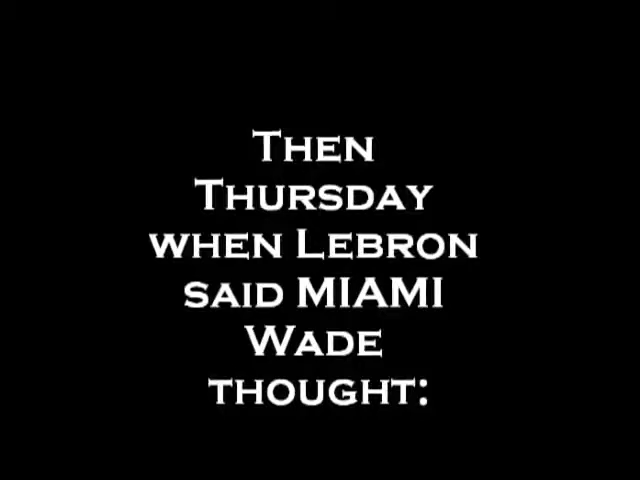 Then
Thursday
when Lebron
said MIAMI
Wade
thought: